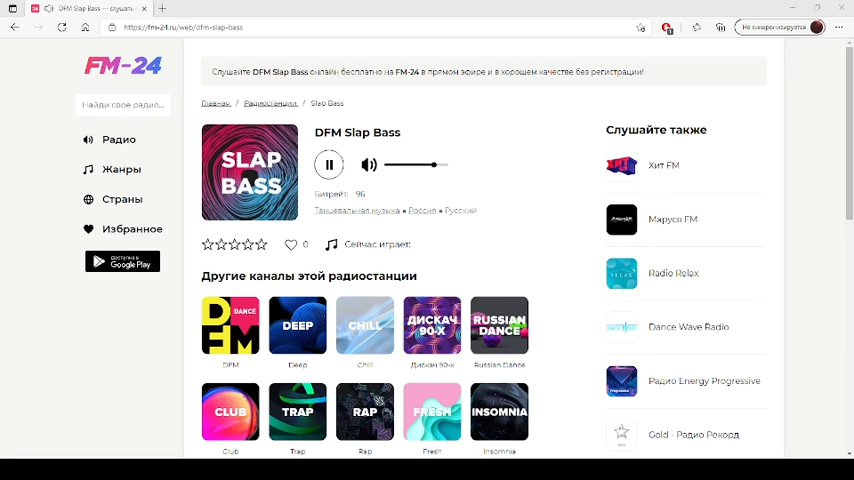 DFM Slap Bass — слушать
https://fm-24.ru/web/dfm-slap-bass
Не синхронизируется
FM-24
Найди свое радио...
Радио
Жанры
Страны
Избранное
ДОСТУПНО В
Google Play
Слушайте DFM Slap Bass онлайн бесплатно на FM-24 в прямом эфире и в хорошем качестве без регистрации!
Главная / Радиостанции / Slap Bass
SLAP
BASS
DFM Slap Bass
Битрейт: 96
Танцевальная музыка • Россия • Русский
0
Сейчас играет:
Другие каналы этой радиостанции
DFM DANCE
DEEP
CHILL
ДИСКАЧ
90-Х
RUSSIAN
DANCE
DFM
Deep
Chill
Дискач 90-х
Russian Dance
CLUB
TRAP
RAP
FRESH
INSOMNIA
Club
Trap
Rap
Fresh
Insomnia
Слушайте также
ХИТ
Хит FM
Маруся FM
RELAX
Radio Relax
Dance Wave Radio
Радио Energy Progressive
Gold - Радио Рекорд